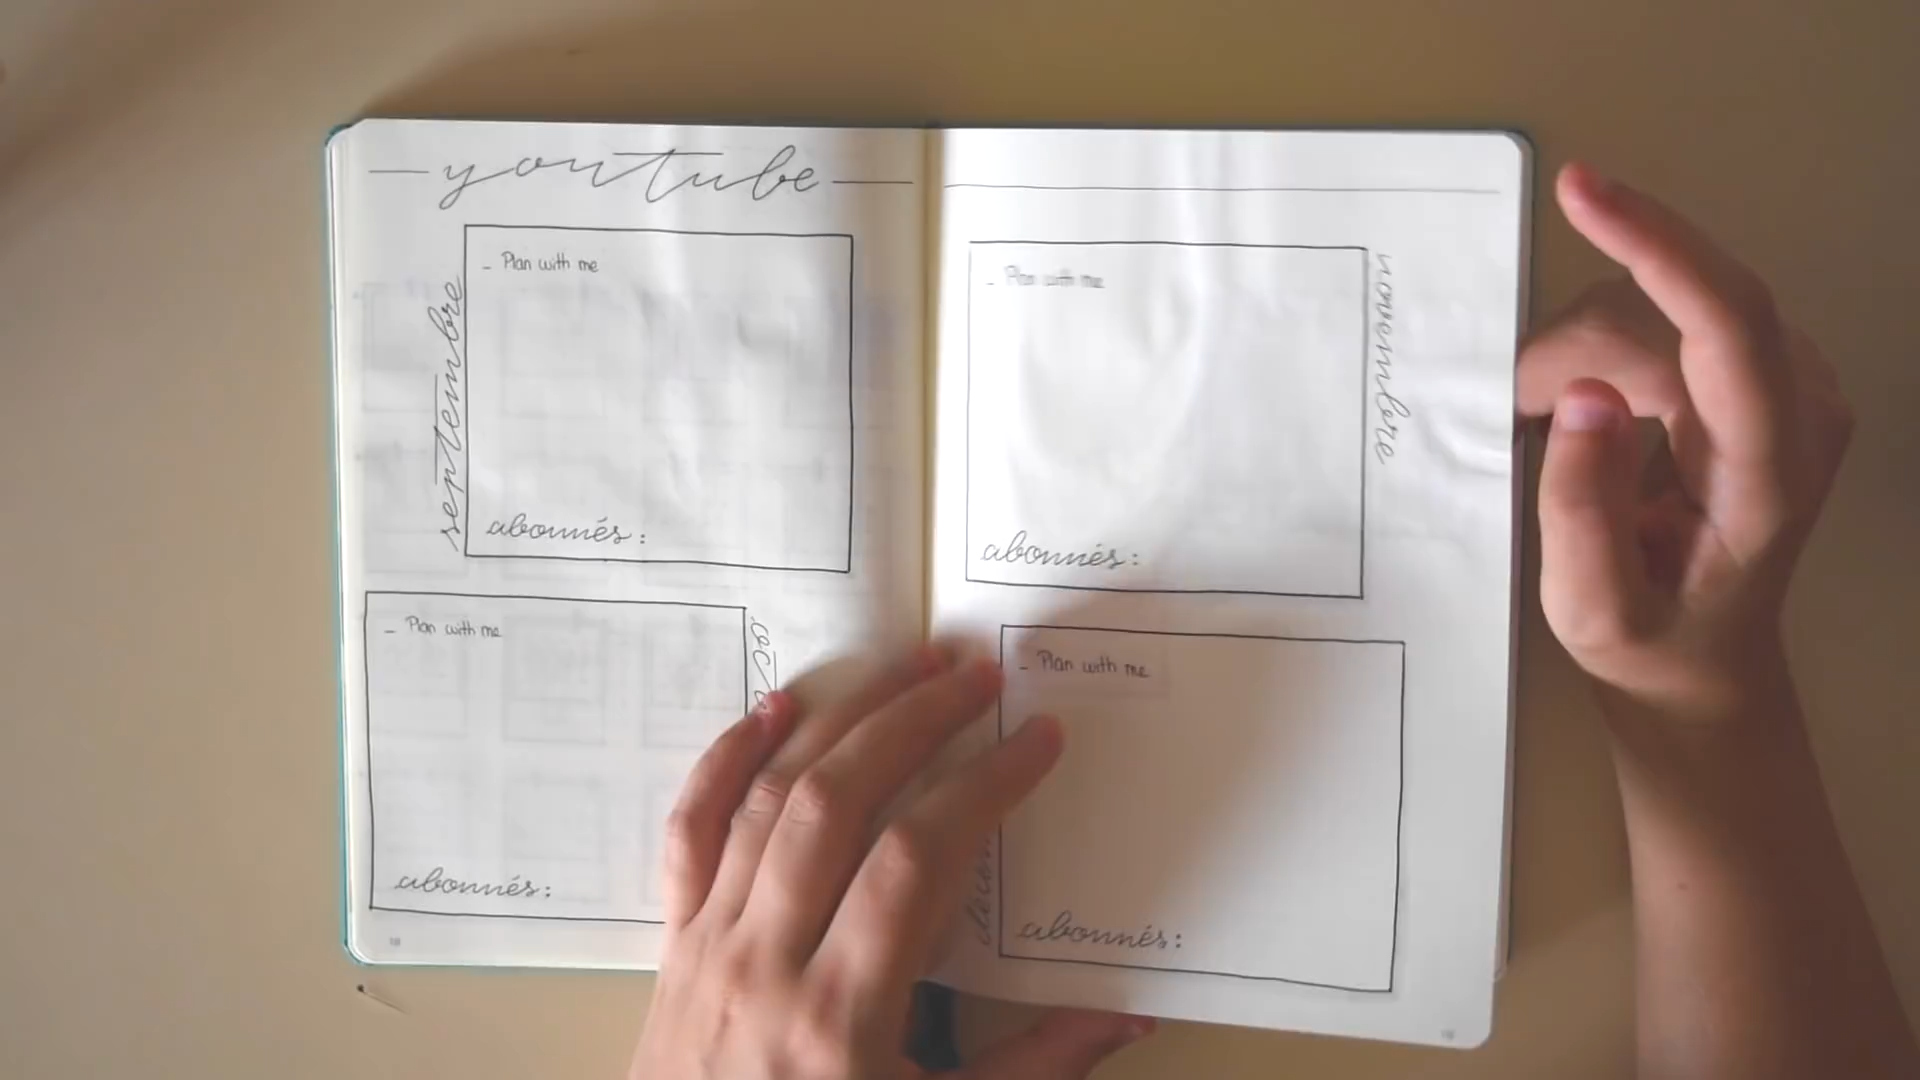 youtube
septembre
_ Plan with me
abonnés :
_ Plan with me
abonnés :
_ Plan with me
novembre
abonnés :
_ Plan with me
abonnés :